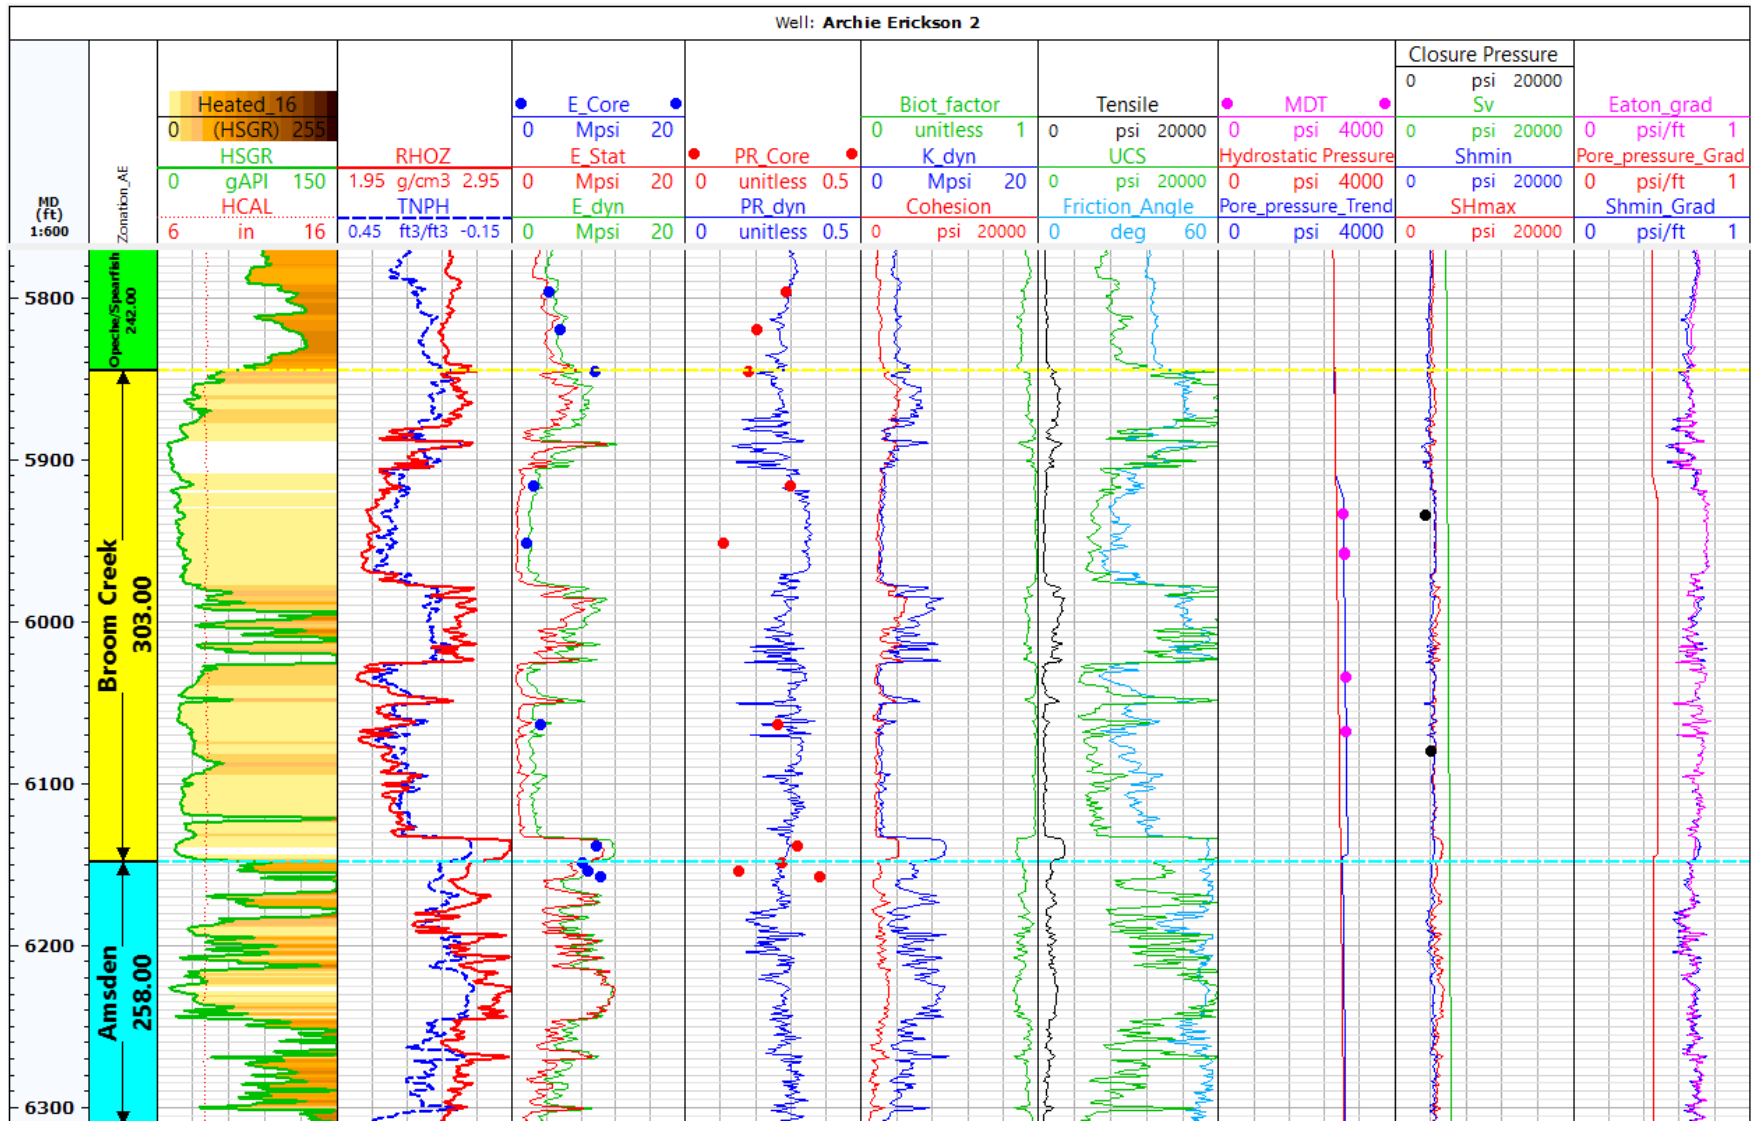 Well: Archie Erickson 2
MD
(ft)
1:600
Zonation_AE
Heated_16
0 (HSGR) 255
HSGR
0 gAPI 150
HCAL
6 in 16
RHOZ
1.95 g/cm3 2.95
TNPH
0.45 ft3/ft3 -0.15
E_Core
0 Mpsi 20
E_Stat
0 Mpsi 20
E_dyn
0 Mpsi 20
PR_Core
0 unitless 0.5
PR_dyn
0 unitless 0.5
Biot_factor
0 unitless 1
K_dyn
0 Mpsi 20
Cohesion
0 psi 20000
Tensile
0 psi 20000
UCS
0 psi 20000
Friction_Angle
0 deg 60
MDT
0 psi 4000
Hydrostatic Pressure
0 psi 4000
Pore_pressure_Trend
0 psi 4000
Closure Pressure
0 psi 20000
Sv
0 psi 20000
Shmin
0 psi 20000
SHmax
0 psi 20000
Eaton_grad
0 psi/ft 1
Pore_pressure_Grad
0 psi/ft 1
Shmin_Grad
0 psi/ft 1
5800
5900
6000
6100
6200
6300
Opeche/Spearfish
242.00
Broom Creek
303.00
Amsden
258.00